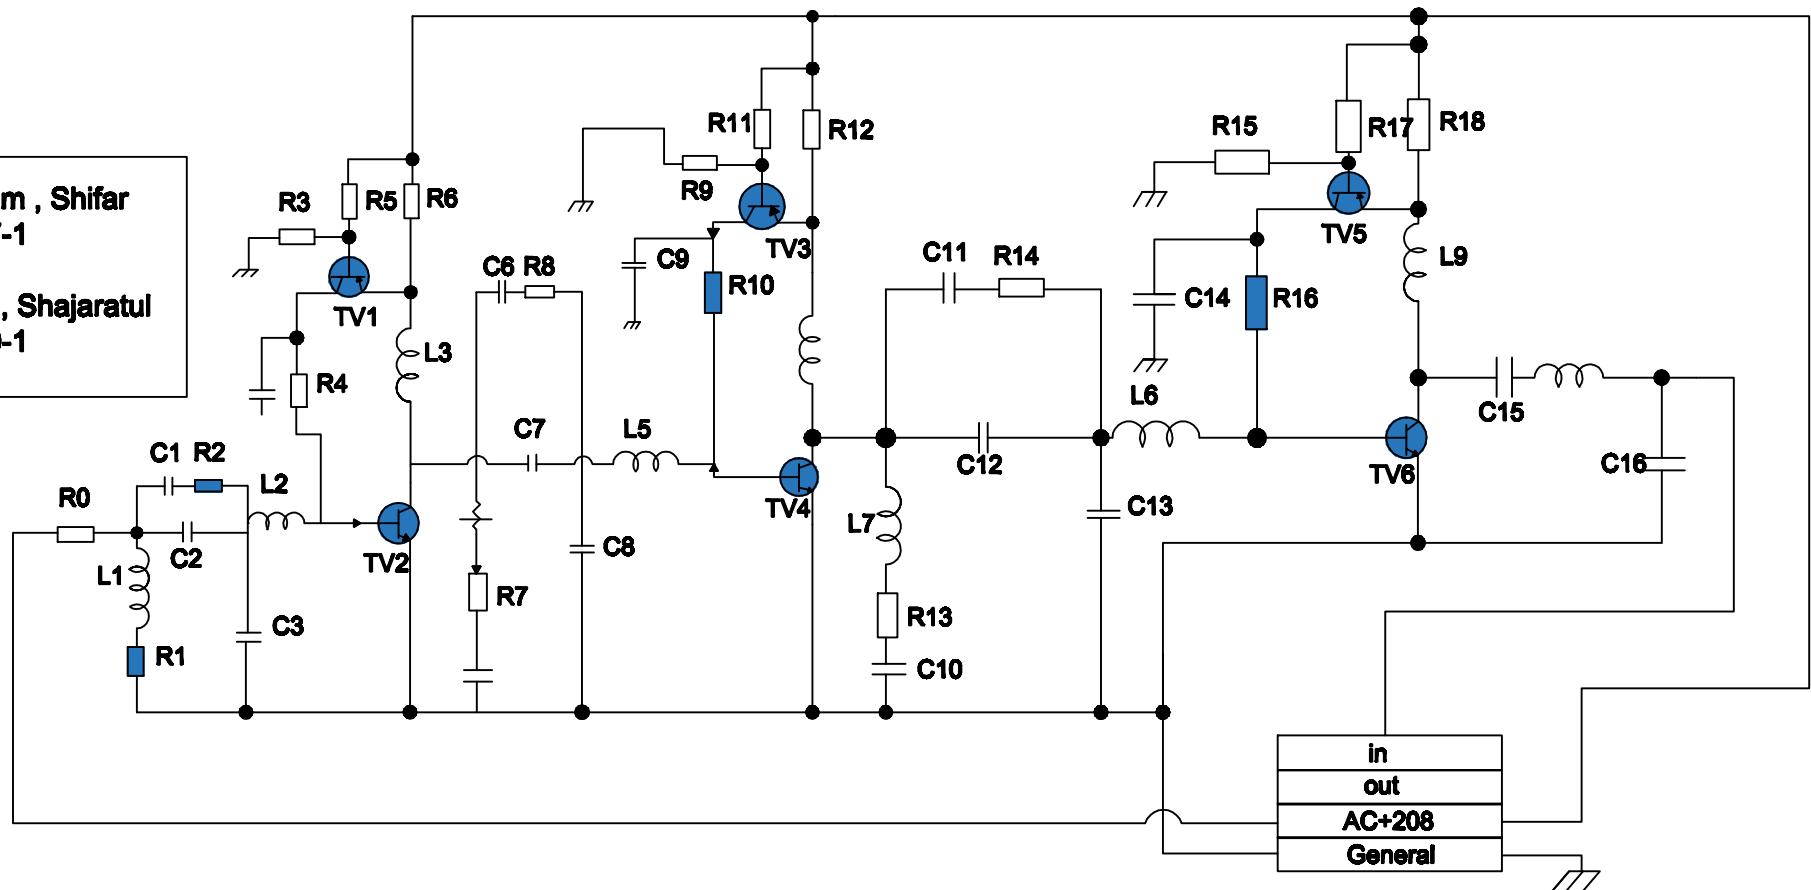 m , Shifar
-1
, Shajaratul
-1
R3
R5
R6
TV1
R4
L3
C1
R2
L2
R0
C2
L1
TV2
R1
C3
C6
R8
C7
L5
R7
C8
R11
R12
R9
TV3
C9
R10
TV4
C11
R14
C12
L6
L7
C13
R13
C10
R15
R17
R18
TV5
L9
C14
R16
TV6
C15
C16
in
out
AC+208
General